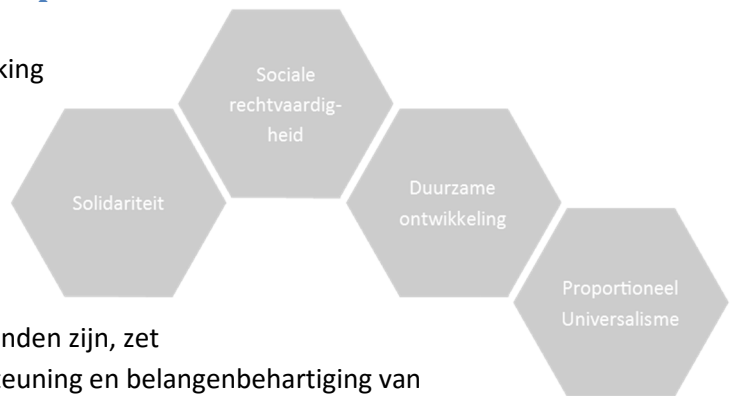 king
Sociale
rechtvaardig-
heid
Solidariteit
Duurzame
ontwikkeling
Proportioneel
Universalisme
nden zijn, zet
euning en belangenbehartiging van